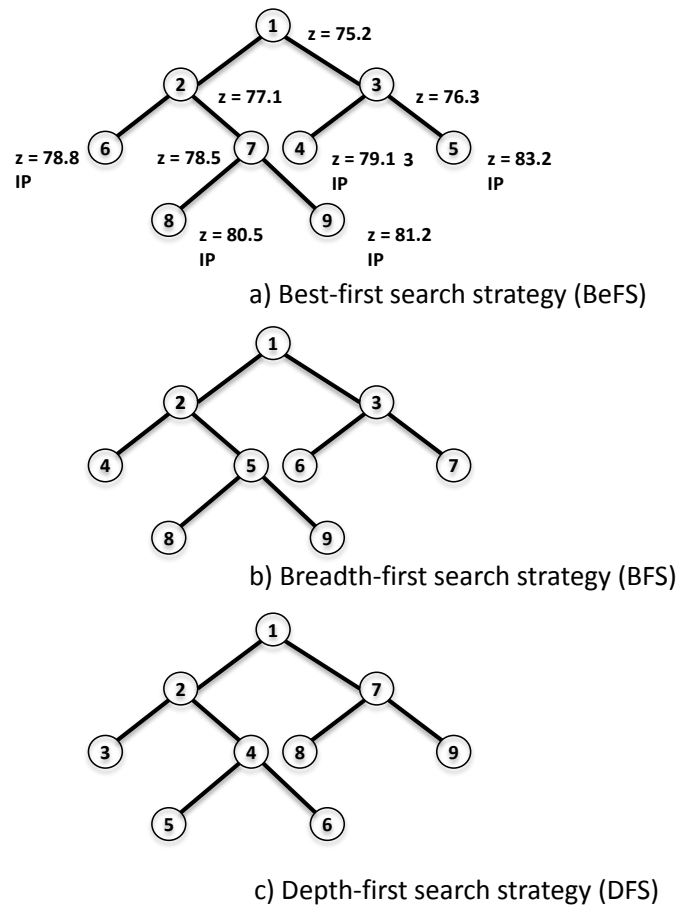 1
z = 75.2
2
3
z = 77.1
z = 76.3
6
7
4
5
z = 78.8
IP
z = 78.5
z = 79.1 3
IP
z = 83.2
IP
8
9
z = 80.5
IP
z = 81.2
IP
a) Best-first search strategy (BeFS)
1
2
3
4
5
6
7
8
9
b) Breadth-first search strategy (BFS)
1
2
7
3
4
8
9
5
6
c) Depth-first search strategy (DFS)